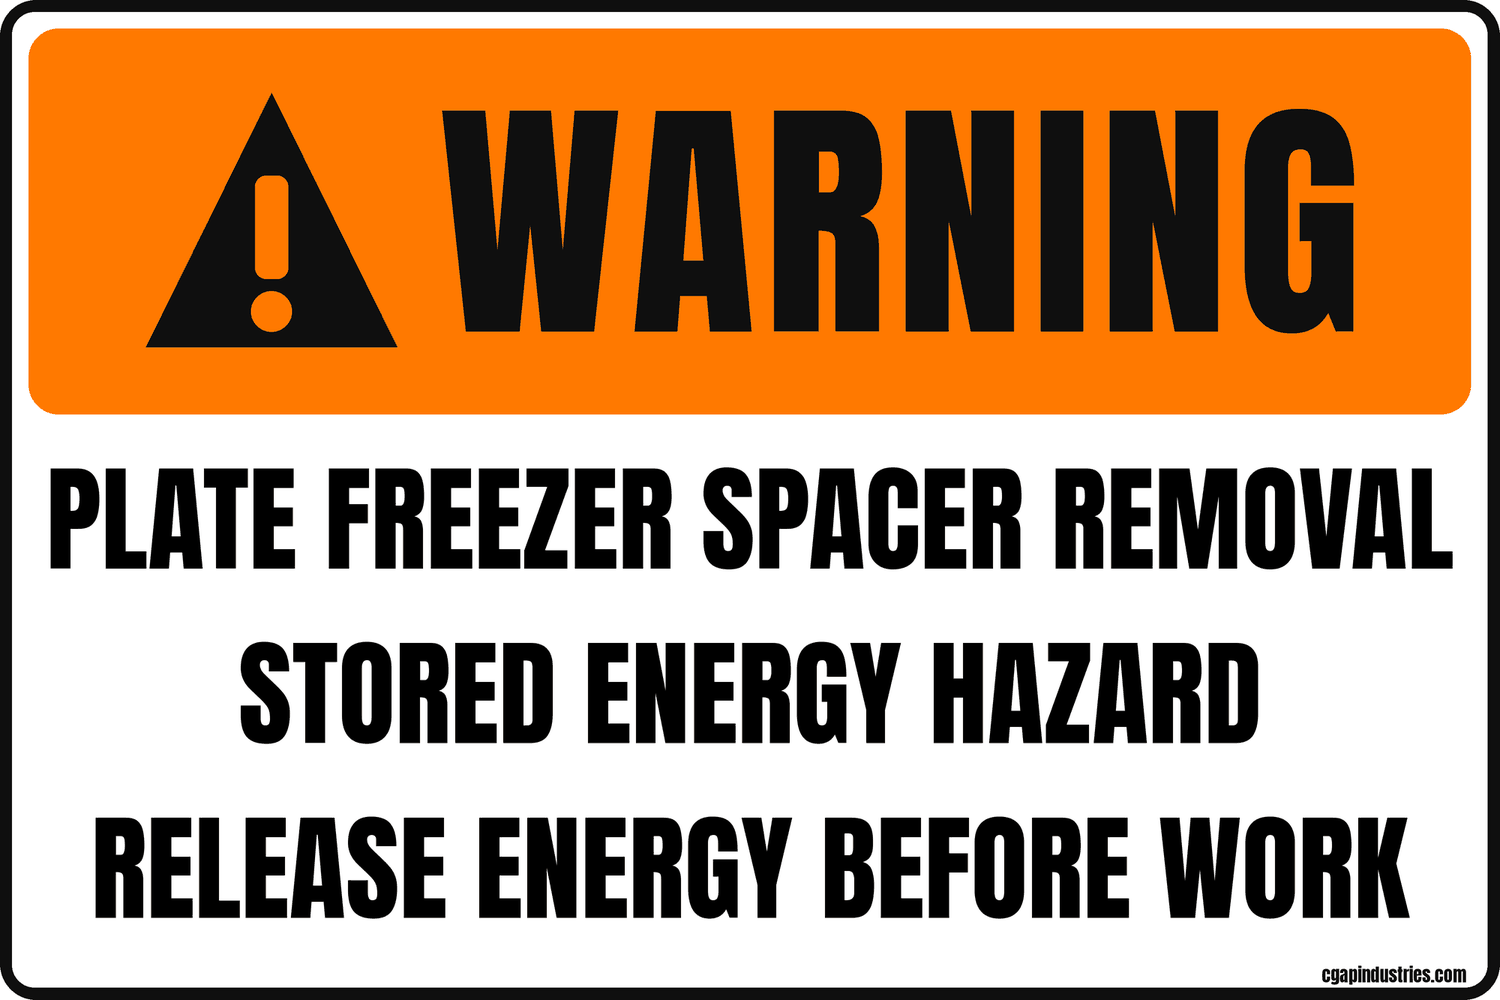 WARNING
PLATE FREEZER SPACER REMOVAL
STORED ENERGY HAZARD
RELEASE ENERGY BEFORE WORK
cgapindustries.com